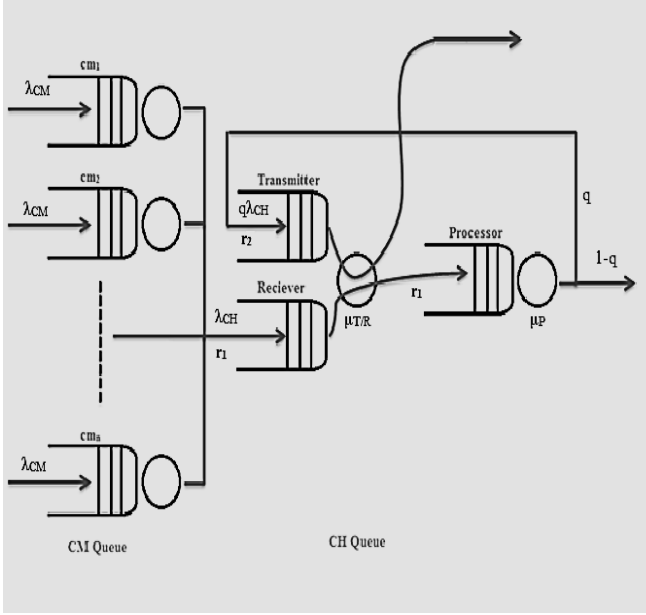 cm₁
λCM
cm₂
λCM
Transmitter
qλCH
r₂
q
Processor
1-q
Reciever
r₁
λCH
r₁
μT/R
μP
cmₙ
λCM
CM Queue
CH Queue